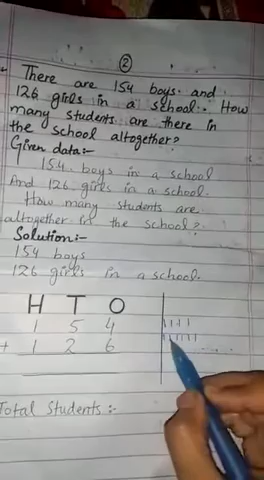 2
There are 154 boys and
126 girls in a school. How
many students are there in
the school altogether?
Given data:-
154 boys in a school
And 126 girls in a school.
How many students are
altogether in the school?
Solution:-
154 boys
126 girls in a school.
H T O
1 5 4
+ 1 2 6
Total Students:-